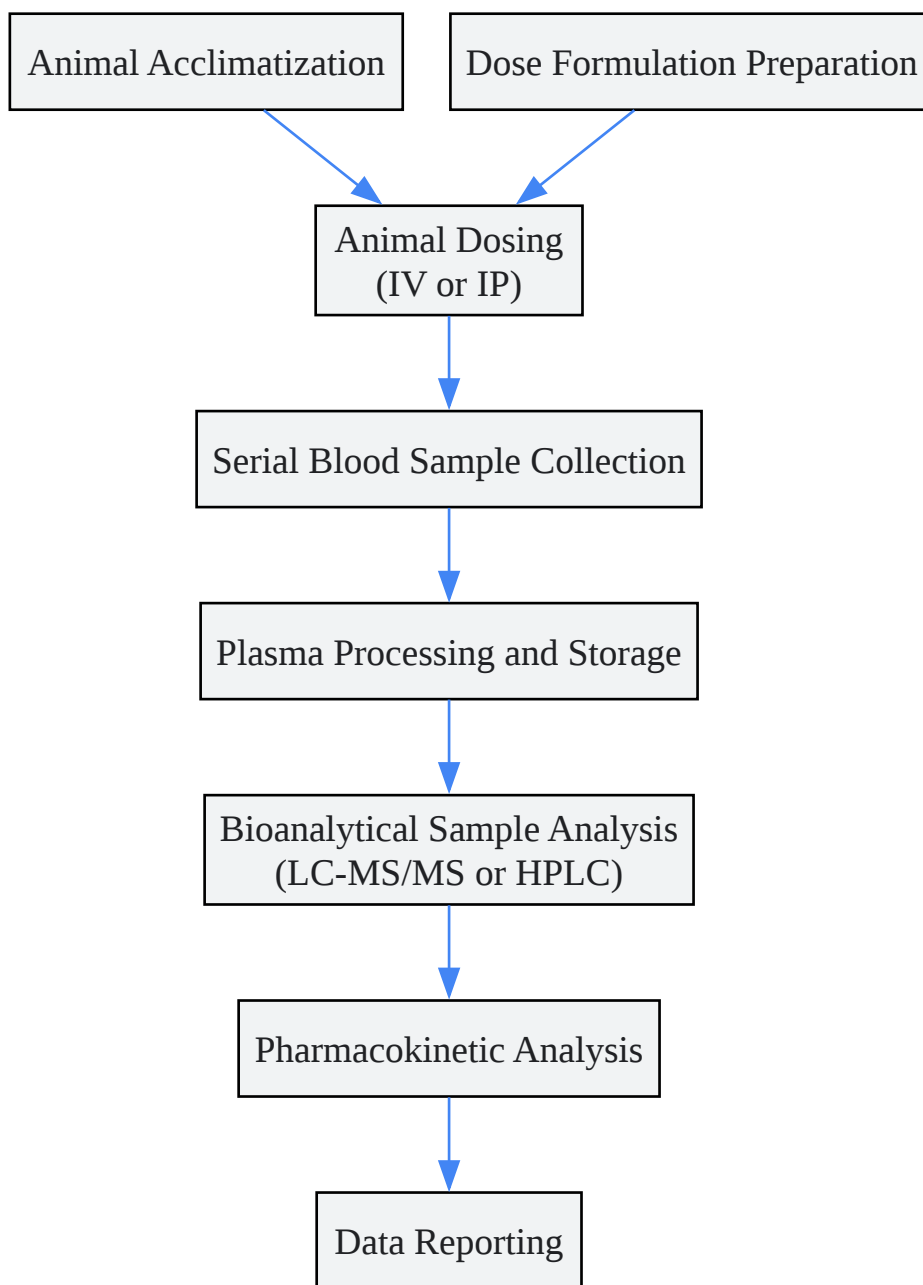 Animal Acclimatization
Dose Formulation Preparation
Animal Dosing
(IV or IP)
Serial Blood Sample Collection
Plasma Processing and Storage
Bioanalytical Sample Analysis
(LC-MS/MS or HPLC)
Pharmacokinetic Analysis
Data Reporting